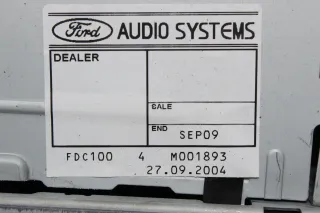 Ford AUDIO SYSTEMS
DEALER
SALE
END SEP09
FDC100 4 M001893
27.09.2004